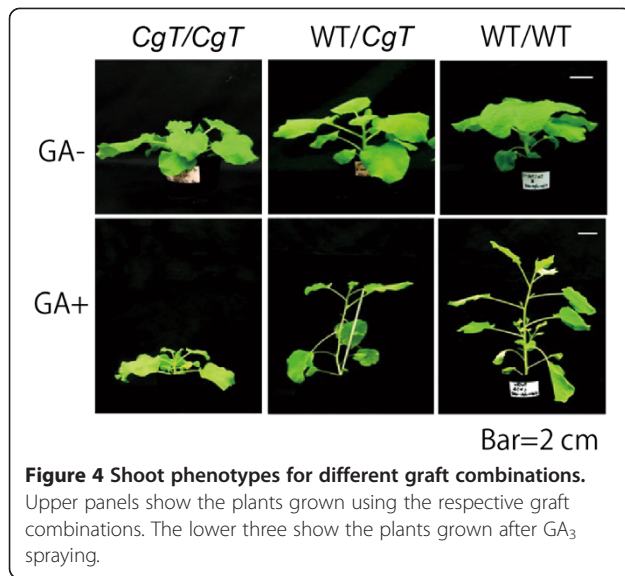 CgT/CgT WT/CgT WT/WT
GA-
GA+
Bar=2 cm
Figure 4 Shoot phenotypes for different graft combinations.
Upper panels show the plants grown using the respective graft
combinations. The lower three show the plants grown after GA₃
spraying.